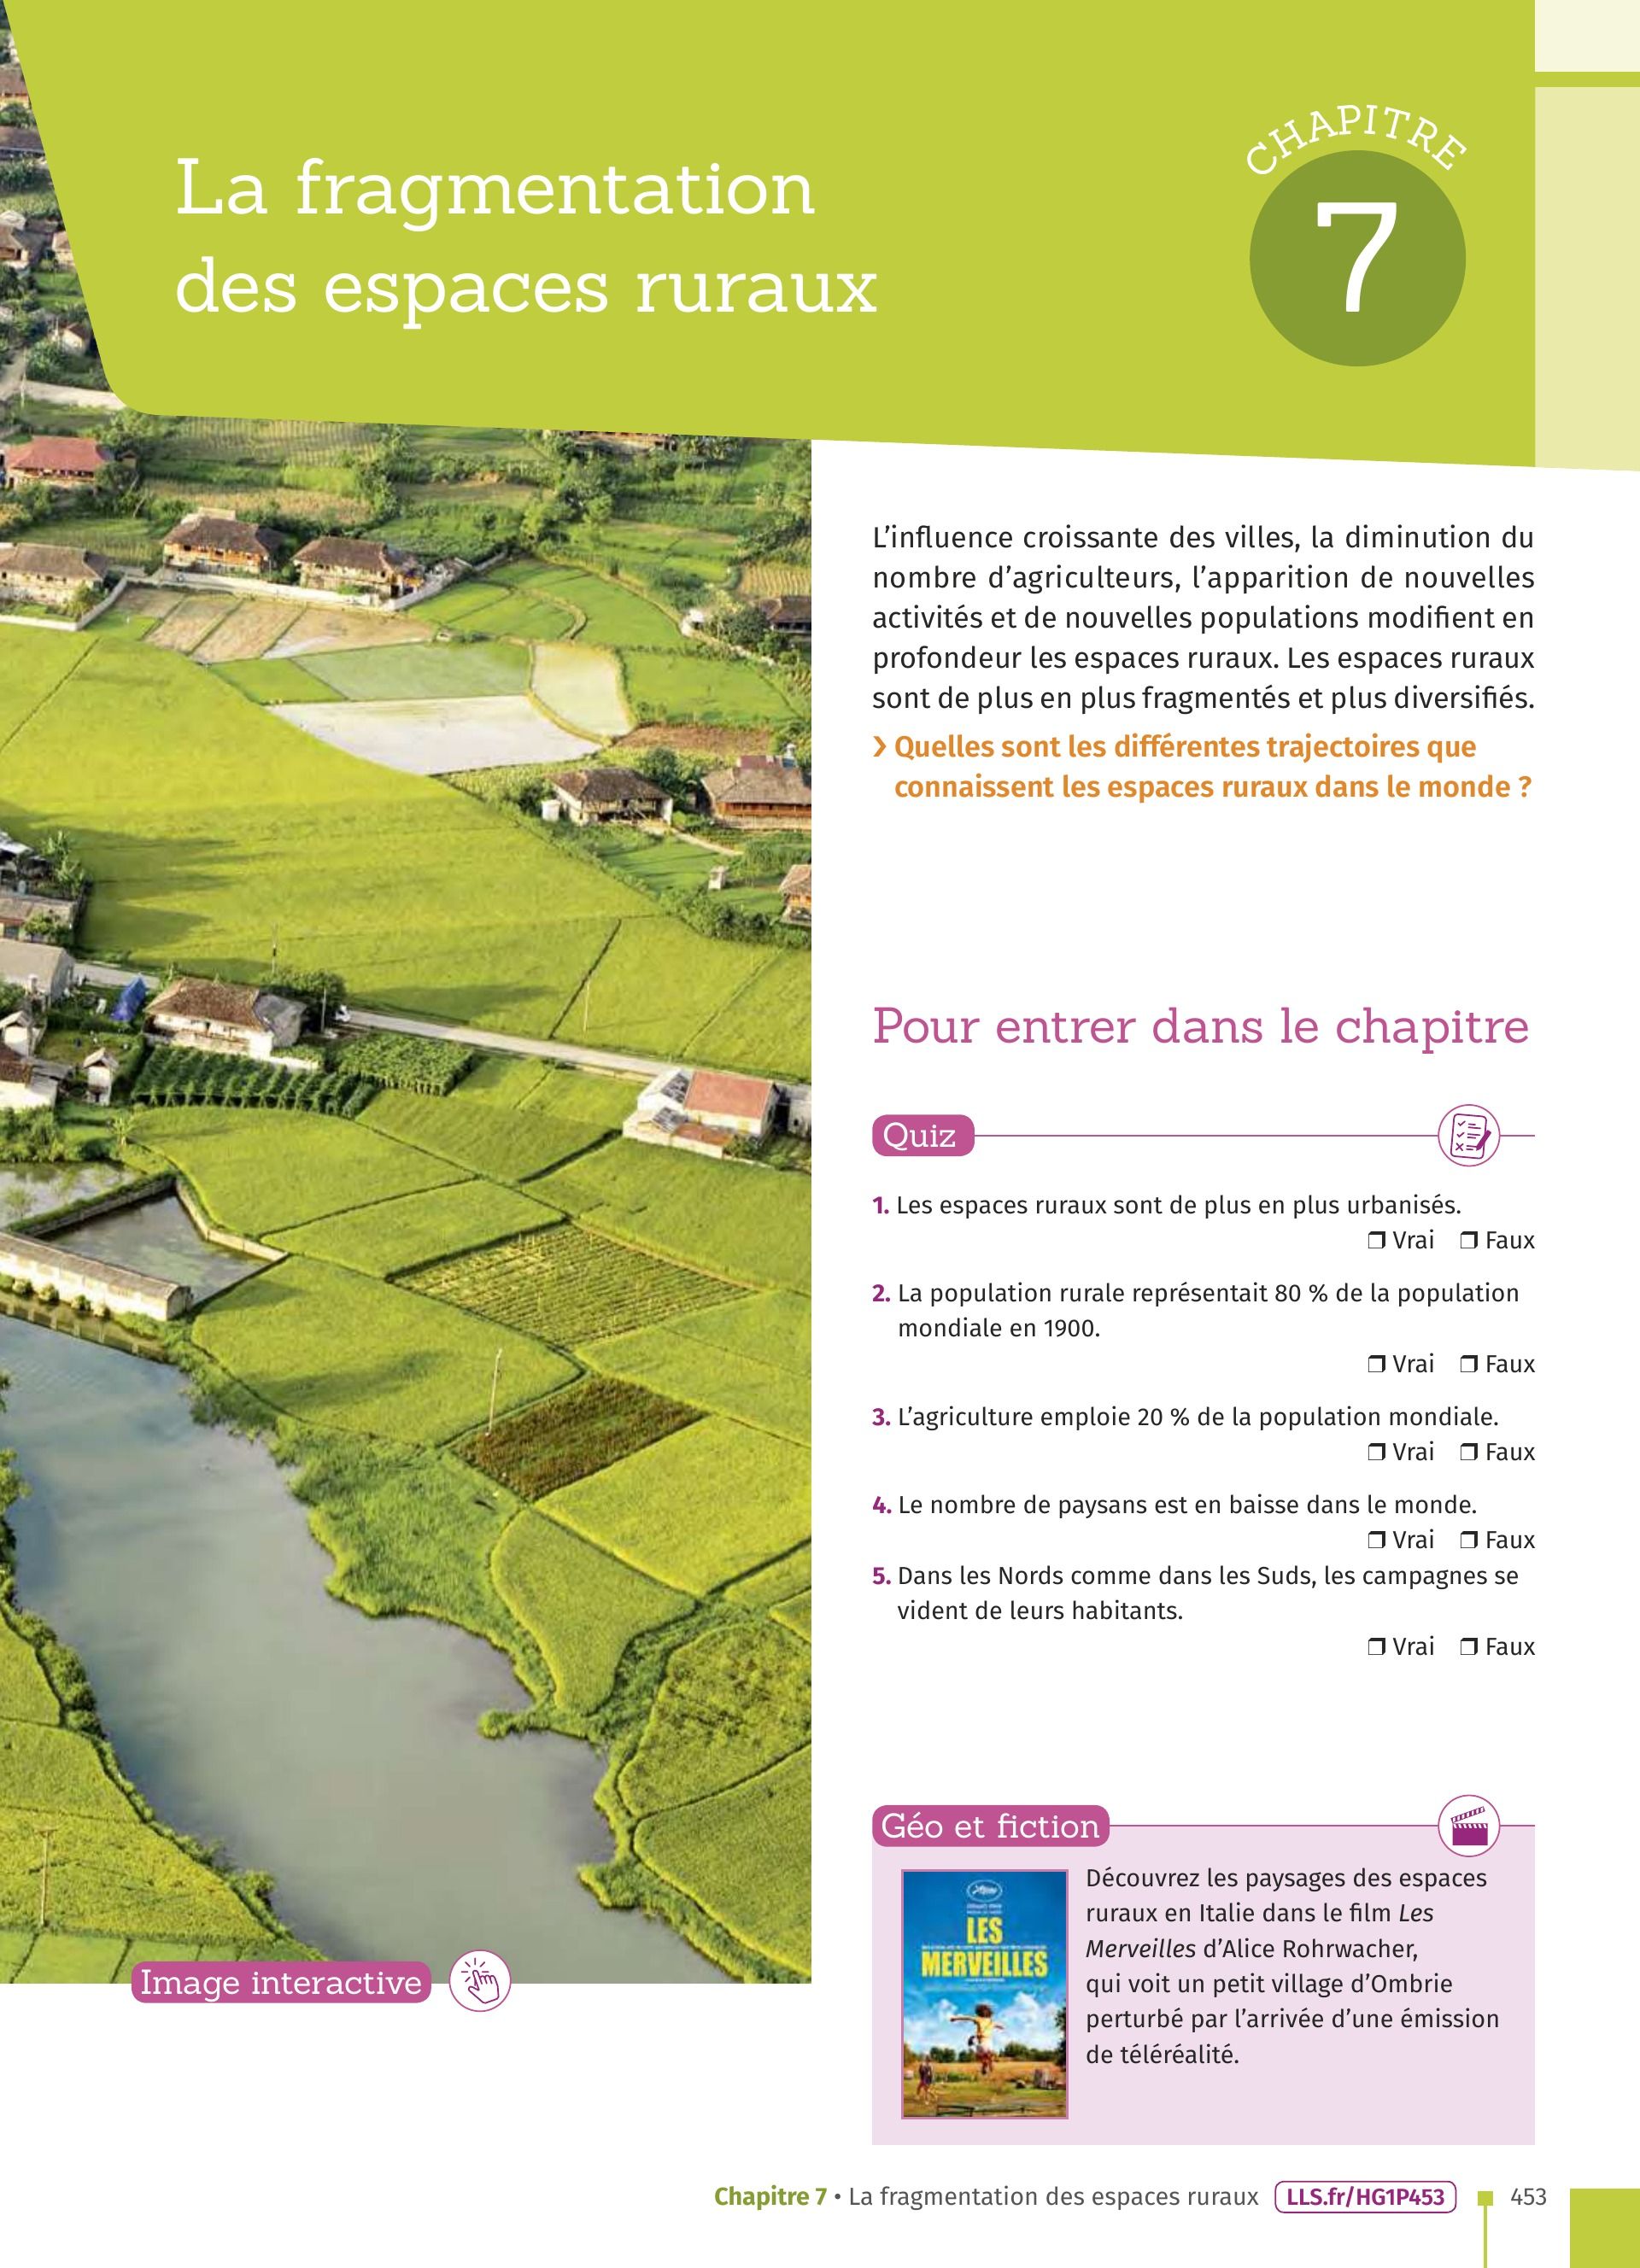 La fragmentation
des espaces ruraux
CHAPITRE
7
L’influence croissante des villes, la diminution du
nombre d’agriculteurs, l’apparition de nouvelles
activités et de nouvelles populations modifient en
profondeur les espaces ruraux. Les espaces ruraux
sont de plus en plus fragmentés et plus diversifiés.
› Quelles sont les différentes trajectoires que
connaissent les espaces ruraux dans le monde ?
Pour entrer dans le chapitre
Quiz
1. Les espaces ruraux sont de plus en plus urbanisés.
❒ Vrai ❒ Faux
2. La population rurale représentait 80 % de la population
mondiale en 1900.
❒ Vrai ❒ Faux
3. L’agriculture emploie 20 % de la population mondiale.
❒ Vrai ❒ Faux
4. Le nombre de paysans est en baisse dans le monde.
❒ Vrai ❒ Faux
5. Dans les Nords comme dans les Suds, les campagnes se
vident de leurs habitants.
❒ Vrai ❒ Faux
Géo et fiction
LES
MERVEILLES
Découvrez les paysages des espaces
ruraux en Italie dans le film Les
Merveilles d’Alice Rohrwacher,
qui voit un petit village d’Ombrie
perturbé par l’arrivée d’une émission
de téléréalité.
Image interactive
Chapitre 7 • La fragmentation des espaces ruraux LLS.fr/HG1P453 453